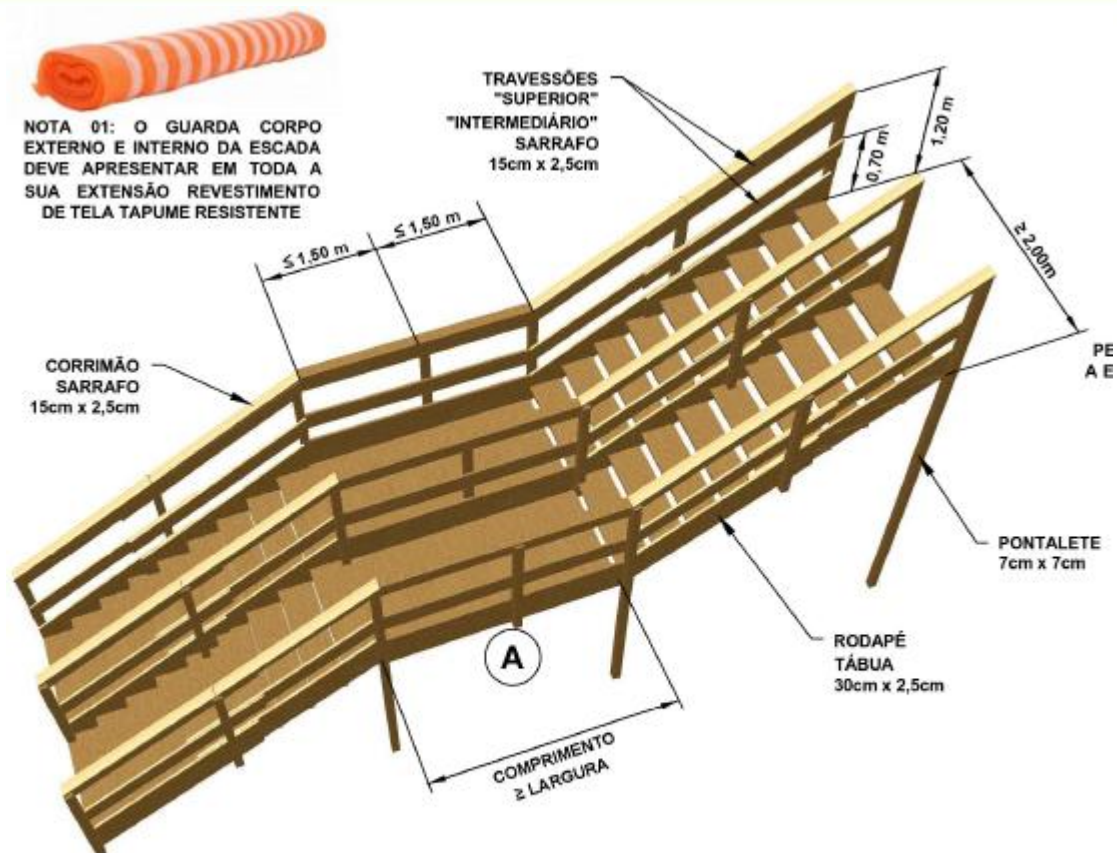 NOTA 01: O GUARDA CORPO
EXTERNO E INTERNO DA ESCADA
DEVE APRESENTAR EM TODA A
SUA EXTENSÃO REVESTIMENTO
DE TELA TAPUME RESISTENTE
TRAVESSÕES
"SUPERIOR"
"INTERMEDIÁRIO"
SARRAFO
15cm x 2,5cm
1,20 m
0,70 m
≥ 2,00m
≤ 1,50 m
≤ 1,50 m
CORRIMÃO
SARRAFO
15cm x 2,5cm
PE
A E
PONTALETE
7cm x 7cm
RODAPÉ
TÁBUA
30cm x 2,5cm
A
COMPRIMENTO
≥ LARGURA